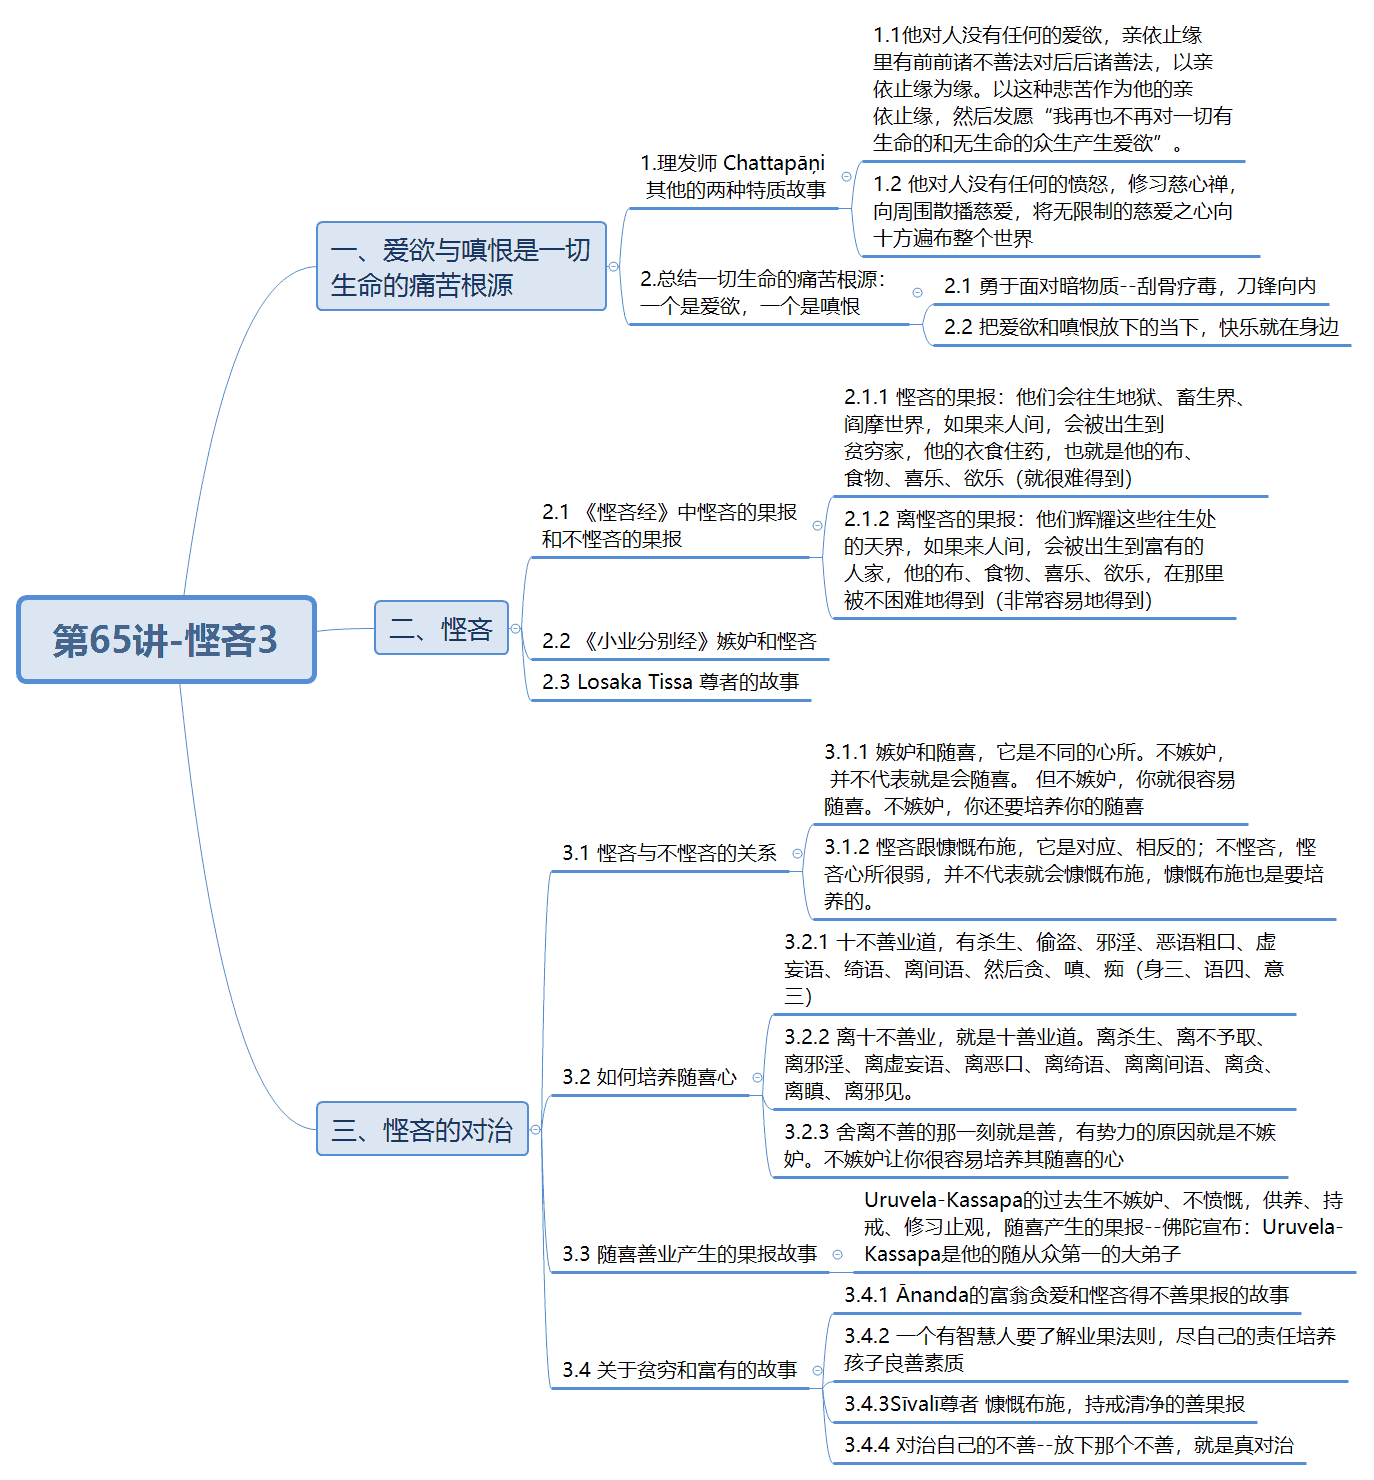 第65讲-悭吝3
一、爱欲与嗔恨是一切
生命的痛苦根源
1.理发师 Chattapāṇi
其他的两种特质故事
1.1他对人没有任何的爱欲，亲依止缘
里有前前诸不善法对后后诸善法，以亲
依止缘为缘。以这种悲苦作为他的亲
依止缘，然后发愿“我再也不再对一切有
生命的和无生命的众生产生爱欲”。
1.2 他对人没有任何的愤怒，修习慈心禅，
向周围散播慈爱，将无限制的慈爱之心向
十方遍布整个世界
2.总结一切生命的痛苦根源：
一个是爱欲，一个是嗔恨
2.1 勇于面对暗物质--刮骨疗毒，刀锋向内
2.2 把爱欲和嗔恨放下的当下，快乐就在身边
二、悭吝
2.1 《悭吝经》中悭吝的果报
和不悭吝的果报
2.1.1 悭吝的果报：他们会往生地狱、畜生界、
阎摩世界，如果来人间，会被出生到
贫穷家，他的衣食住药，也就是他的布、
食物、喜乐、欲乐（就很难得到）
2.1.2 离悭吝的果报：他们辉耀这些往生处
的天界，如果来人间，会被出生到富有的
人家，他的布、食物、喜乐、欲乐，在那里
被不困难地得到（非常容易地得到）
2.2 《小业分别经》嫉妒和悭吝
2.3 Losaka Tissa 尊者的故事
三、悭吝的对治
3.1 悭吝与不悭吝的关系
3.1.1 嫉妒和随喜，它是不同的心所。不嫉妒，
并不代表就是会随喜。 但不嫉妒，你就很容易
随喜。不嫉妒，你还要培养你的随喜
3.1.2 悭吝跟慷慨布施，它是对应、相反的；不悭吝，悭
吝心所很弱，并不代表就会慷慨布施，慷慨布施也是要培
养的。
3.2 如何培养随喜心
3.2.1 十不善业道，有杀生、偷盗、邪淫、恶语粗口、虚
妄语、绮语、离间语、然后贪、嗔、痴（身三、语四、意
三）
3.2.2 离十不善业，就是十善业道。离杀生、离不予取、
离邪淫、离虚妄语、离恶口、离绮语、离离间语、离贪、
离瞋、离邪见。
3.2.3 舍离不善的那一刻就是善，有势力的原因就是不嫉
妒。不嫉妒让你很容易培养其随喜的心
3.3 随喜善业产生的果报故事
Uruvela-Kassapa的过去生不嫉妒、不愤慨，供养、持
戒、修习止观，随喜产生的果报--佛陀宣布：Uruvela-
Kassapa是他的随从众第一的大弟子
3.4 关于贫穷和富有的故事
3.4.1 Ānanda的富翁贪爱和悭吝得不善果报的故事
3.4.2 一个有智慧人要了解业果法则，尽自己的责任培养
孩子良善素质
3.4.3Sīvalī尊者 慷慨布施，持戒清净的善果报
3.4.4 对治自己的不善--放下那个不善，就是真对治